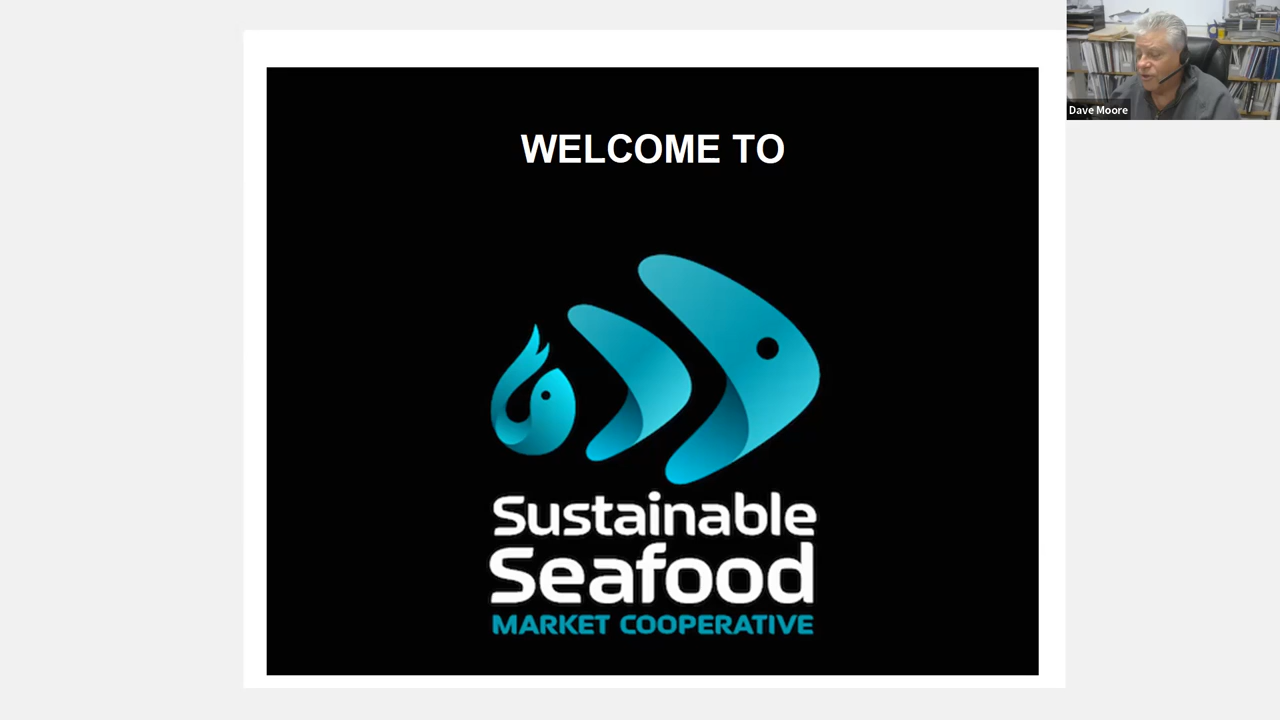 WELCOME TO
Sustainable
Seafood
MARKET COOPERATIVE
Dave Moore